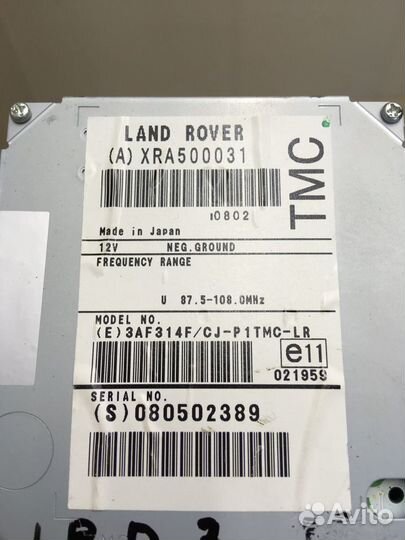 LAND ROVER
(A) XRA500031
TMC
10802
Made in Japan
12V NEG.GROUND
FREQUENCY RANGE
U 87.5-108.0MHz
MODEL NO.
(E)3AF314F/CJ-P1TMC-LR
e11
021959
SERIAL NO.
(S)080502389
Avito